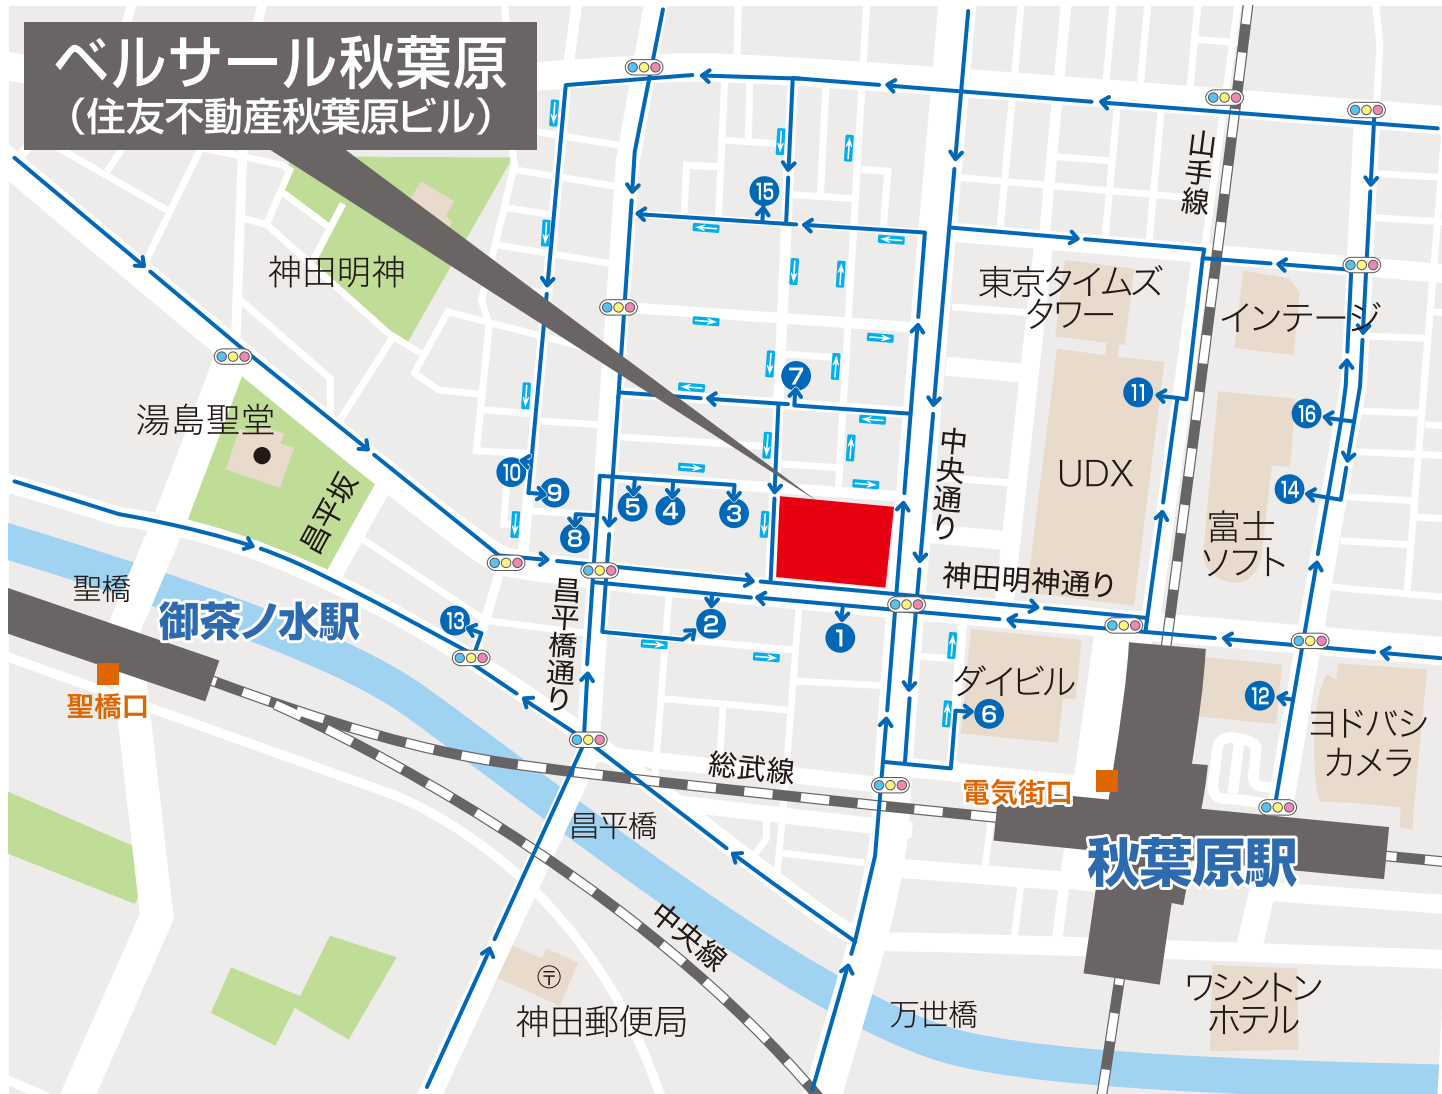 ベルサール秋葉原
（住友不動産秋葉原ビル）
山手線
15
神田明神
東京タイムズ
タワー
インテージ
7
11
16
湯島聖堂
中央通り
UDX
10
9
14
昌平坂
5
4
3
8
富士
ソフト
神田明神通り
聖橋
昌平橋通り
御茶ノ水駅
13
2
1
聖橋口
ダイビル
6
12
ヨドバシ
カメラ
総武線
電気街口
昌平橋
秋葉原駅
中央線
〒
神田郵便局
万世橋
ワシントン
ホテル